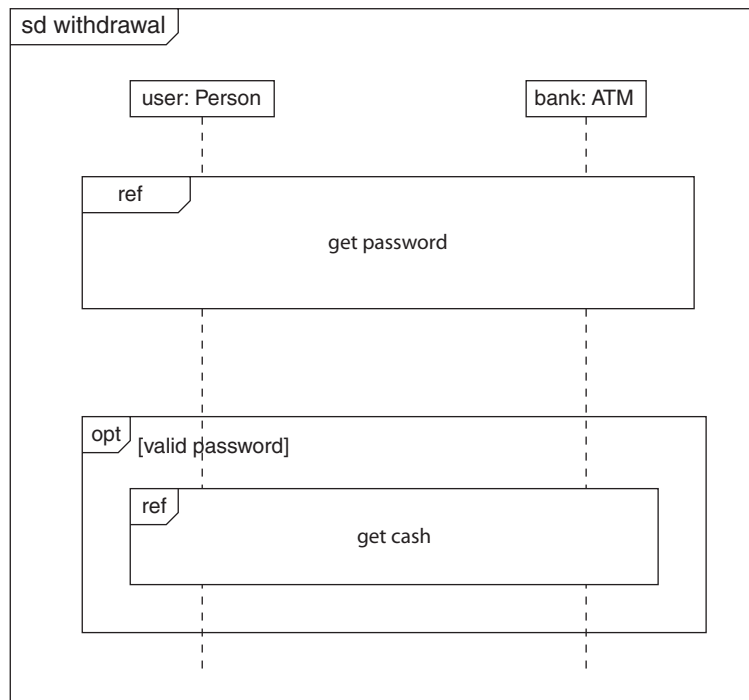 sd withdrawal
user: Person
bank: ATM
ref
get password
opt
[valid password]
ref
get cash